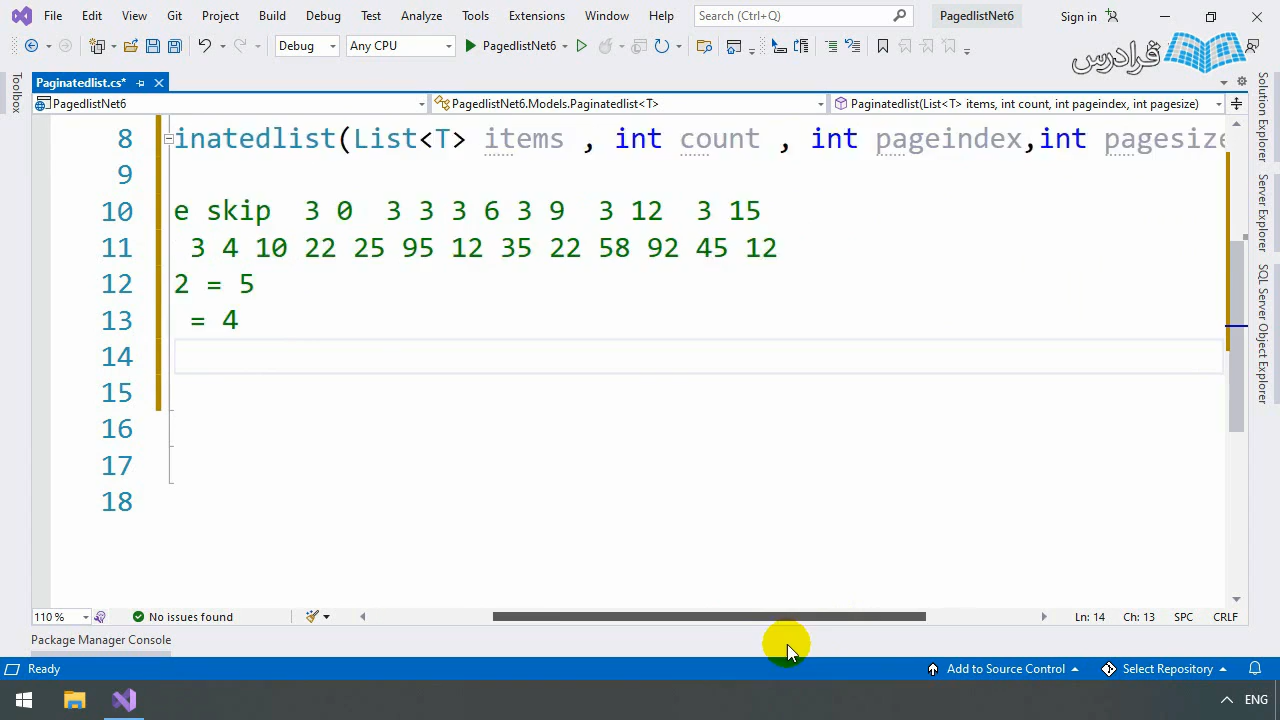 File Edit View Git Project Build Debug Test Analyze Tools Extensions Window Help Search (Ctrl+Q) PagedlistNet6 Sign in
Debug Any CPU PagedlistNet6
فرادرس
Paginatedlist.cs*
PagedlistNet6 PagedlistNet6.Models.Paginatedlist<T> Paginatedlist(List<T> items, int count, int pageindex, int pagesize)
Toolbox
8 inatedlist(List<T> items , int count , int pageindex,int pagesize
9
10 e skip 3 0 3 3 3 6 3 9 3 12 3 15
11 3 4 10 22 25 95 12 35 22 58 92 45 12
12 2 = 5
13 = 4
14
15
16
17
18
Solution Explorer
Server Explorer
SQL Server Object Explorer
110 % No issues found Ln: 14 Ch: 13 SPC CRLF
Package Manager Console
Ready Add to Source Control Select Repository
ENG